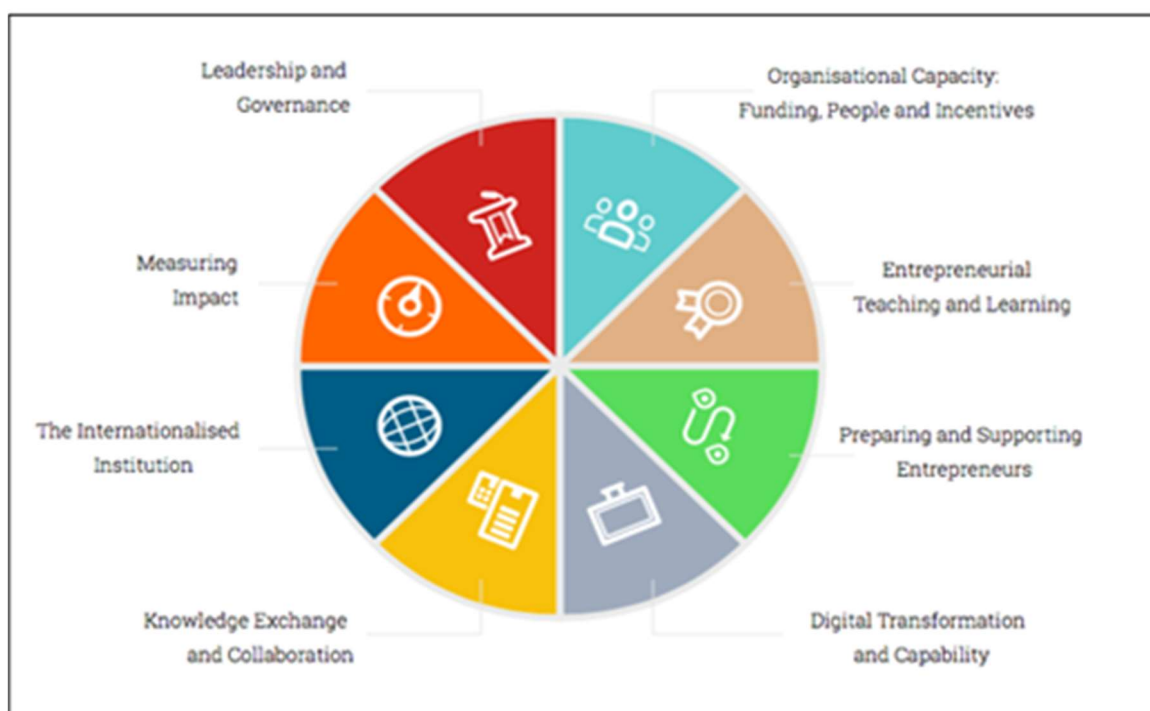 Leadership and
Governance
Organisational Capacity:
Funding, People and Incentives
Measuring
Impact
Entrepreneurial
Teaching and Learning
The Internationalised
Institution
Preparing and Supporting
Entrepreneurs
Knowledge Exchange
and Collaboration
Digital Transformation
and Capability